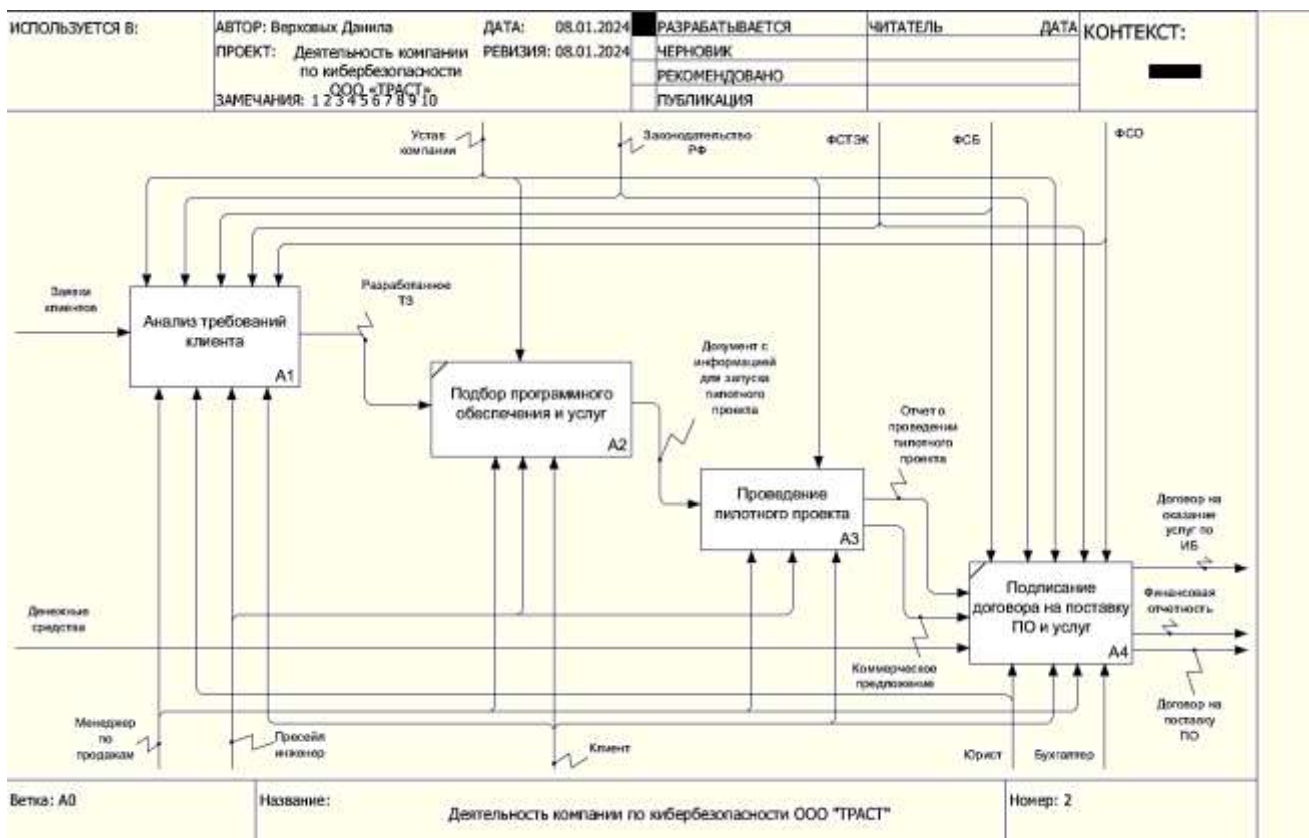 ИСПОЛЬЗУЕТСЯ В:
АВТОР: Верховых Данила
ДАТА: 08.01.2024
РАЗРАБАТЫВАЕТСЯ
ЧИТАТЕЛЬ
ДАТА
КОНТЕКСТ:
ПРОЕКТ: Деятельность компании
РЕВИЗИЯ: 08.01.2024
ЧЕРНОВИК
по кибербезопасности
РЕКОМЕНДОВАНО
ООО «ТРАСТ»
ЗАМЕЧАНИЯ: 1 2 3 4 5 6 7 8 9 10
ПУБЛИКАЦИЯ
Устав
компании
Законодательство
РФ
ФСТЭК
ФСБ
ФСО
Заявки
клиентов
Анализ требований
клиента
A1
Разработанное
ТЗ
Подбор программного
обеспечения и услуг
A2
Документ с
информацией
для запуска
пилотного
проекта
Проведение
пилотного проекта
A3
Отчет о
проведении
пилотного
проекта
Договор на
оказание
услуг по
ИБ
Подписание
договора на поставку
ПО и услуг
A4
Финансовая
отчетность
Денежные
средства
Коммерческое
предложение
Договор на
поставку
ПО
Менеджер
по
продажам
Пресейл
инженер
Клиент
Юрист
Бухгалтер
Ветка: A0
Название:
Деятельность компании по кибербезопасности ООО "ТРАСТ"
Номер: 2